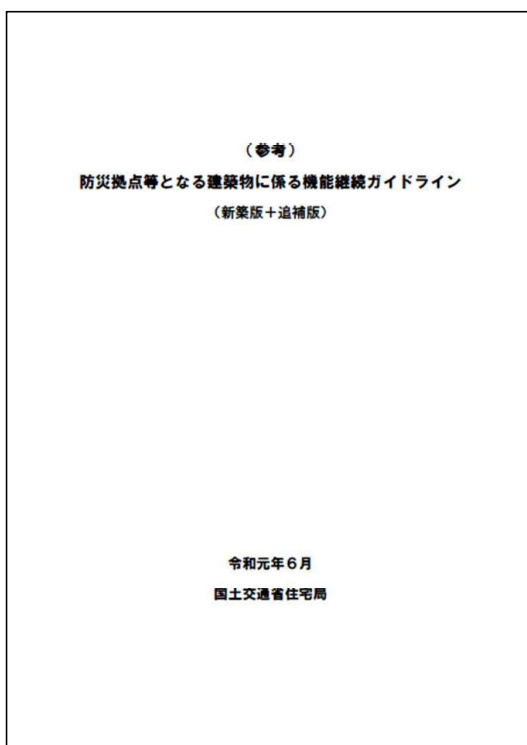 （参考）
防災拠点等となる建築物に係る機能継続ガイドライン
（新築版＋追補版）
令和元年６月
国土交通省住宅局